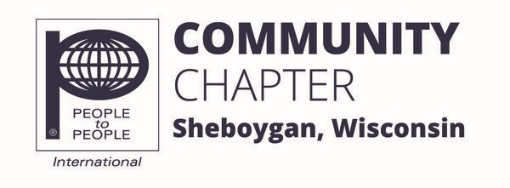 PEOPLE
to
PEOPLE
®
International
COMMUNITY
CHAPTER
Sheboygan, Wisconsin